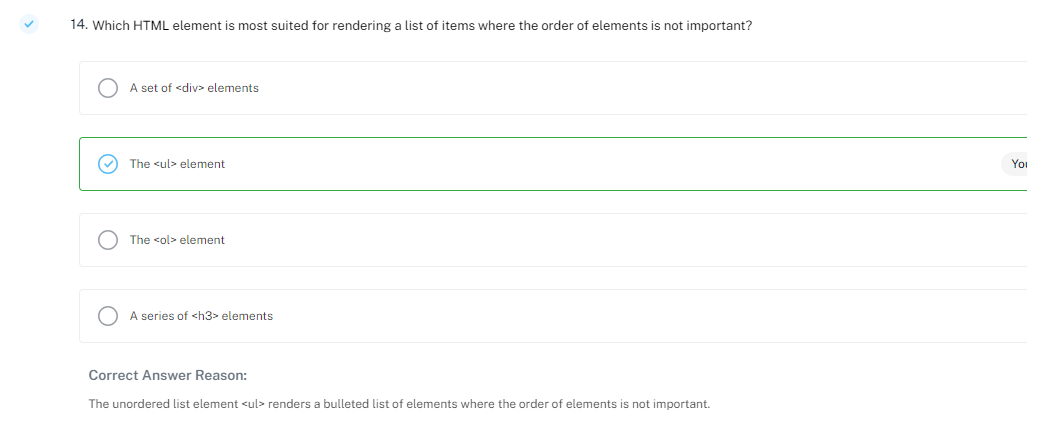 14. Which HTML element is most suited for rendering a list of items where the order of elements is not important?
A set of <div> elements
The <ul> element
The <ol> element
A series of <h3> elements
Correct Answer Reason:
The unordered list element <ul> renders a bulleted list of elements where the order of elements is not important.